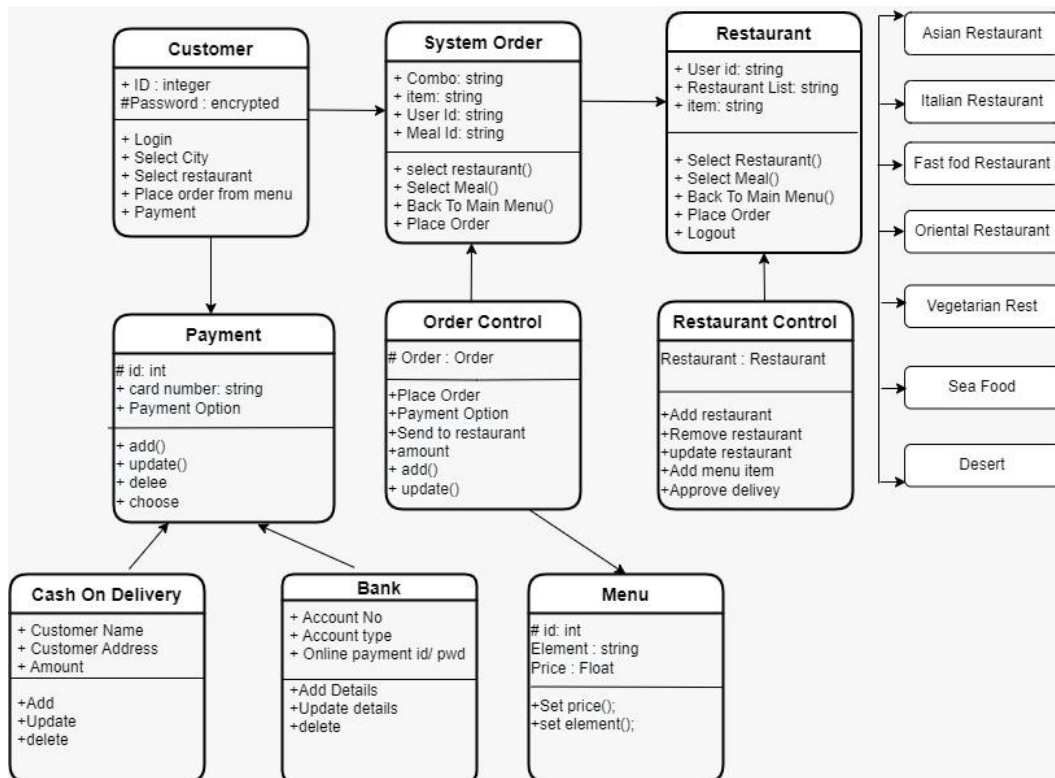 Customer
+ ID : integer
#Password : encrypted
+ Login
+ Select City
+ Select restaurant
+ Place order from menu
+ Payment
System Order
+ Combo: string
+ item: string
+ User Id: string
+ Meal Id: string
+ select restaurant()
+ Select Meal()
+ Back To Main Menu()
+ Place Order
Restaurant
+ User id: string
+ Restaurant List: string
+ item: string
+ Select Restaurant()
+ Select Meal()
+ Back To Main Menu()
+ Place Order
+ Logout
Asian Restaurant
Italian Restaurant
Fast fod Restaurant
Oriental Restaurant
Vegetarian Rest
Sea Food
Desert
Payment
# id: int
+ card number: string
+ Payment Option
+ add()
+ update()
+ delee
+ choose
Order Control
# Order : Order
+Place Order
+Payment Option
+Send to restaurant
+amount
+ add()
+ update()
Restaurant Control
Restaurant : Restaurant
+Add restaurant
+Remove restaurant
+update restaurant
+Add menu item
+Approve delivey
Cash On Delivery
+ Customer Name
+ Customer Address
+ Amount
+Add
+Update
+delete
Bank
+ Account No
+ Account type
+ Online payment id/ pwd
+Add Details
+Update details
+delete
Menu
# id: int
Element : string
Price : Float
+Set price();
+set element();